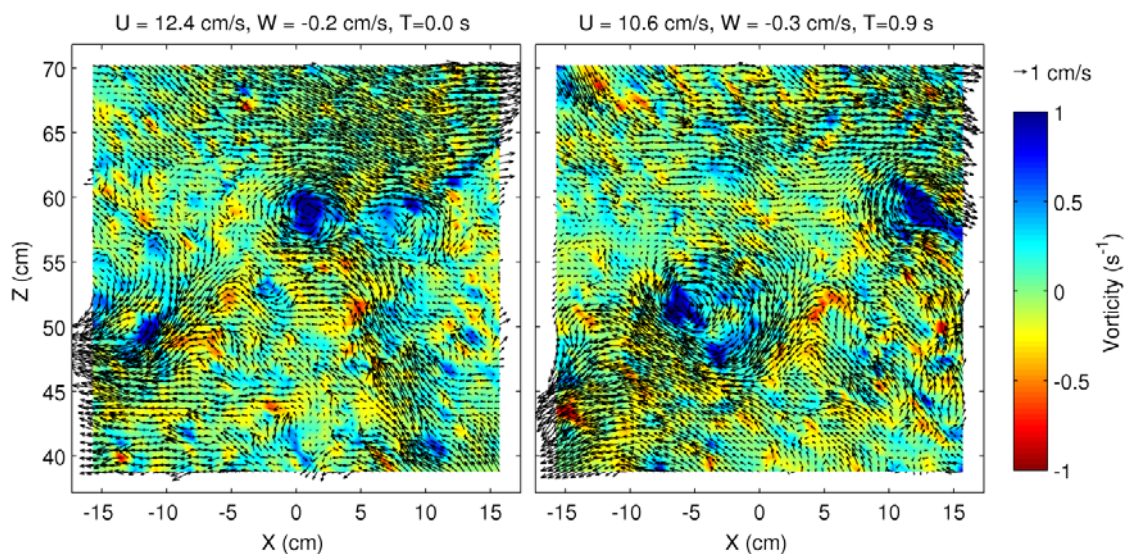 U = 12.4 cm/s, W = -0.2 cm/s, T=0.0 s
U = 10.6 cm/s, W = -0.3 cm/s, T=0.9 s
70
65
60
55
50
45
40
Z (cm)
-15 -10 -5 0 5 10 15
X (cm)
-15 -10 -5 0 5 10 15
X (cm)
1 cm/s
1
0.5
0
-0.5
-1
Vorticity (s⁻¹)